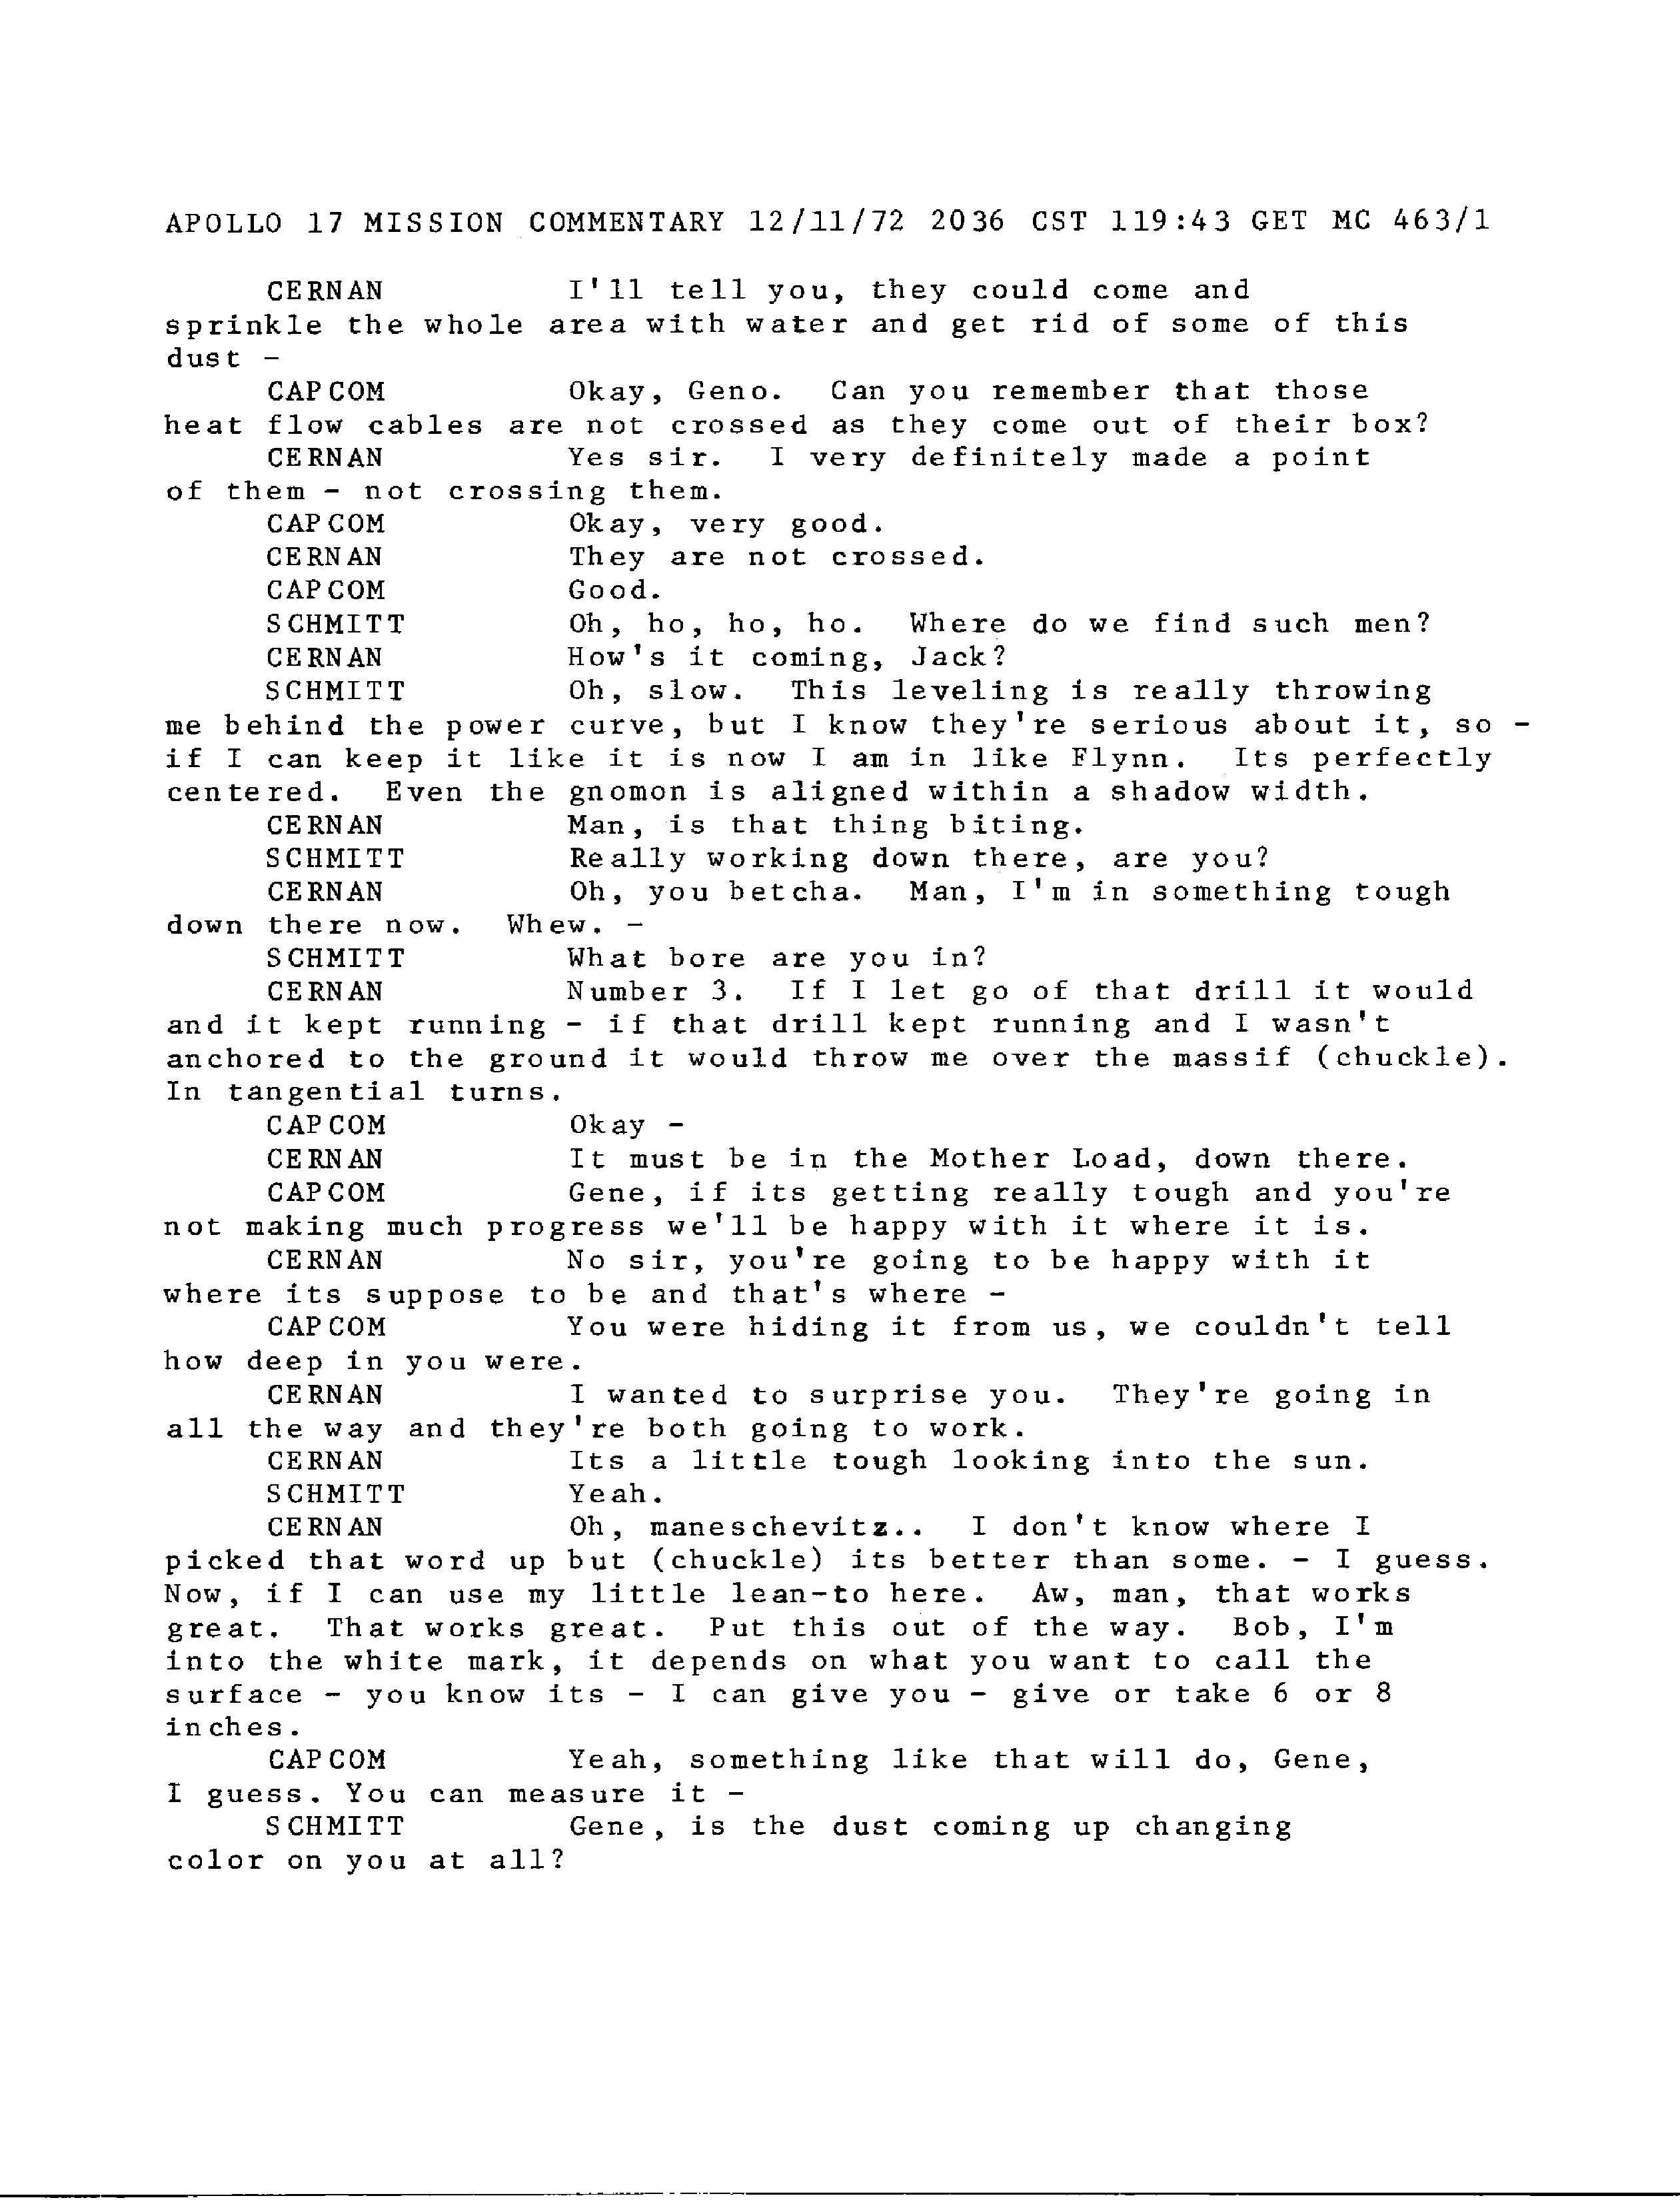 APOLLO 17 MISSION COMMENTARY 12/11/72 2036 CST 119:43 GET MC 463/1
CERNAN I'll tell you, they could come and
sprinkle the whole area with water and get rid of some of this
dust -
CAPCOM Okay, Geno. Can you remember that those
heat flow cables are not crossed as they come out of their box?
CERNAN Yes sir. I very definitely made a point
of them - not crossing them.
CAPCOM Okay, very good.
CERNAN They are not crossed.
CAPCOM Good.
SCHMITT Oh, ho, ho, ho. Where do we find such men?
CERNAN How's it coming, Jack?
SCHMITT Oh, slow. This leveling is really throwing
me behind the power curve, but I know they're serious about it, so -
if I can keep it like it is now I am in like Flynn. Its perfectly
centered. Even the gnomon is aligned within a shadow width.
CERNAN Man, is that thing biting.
SCHMITT Really working down there, are you?
CERNAN Oh, you betcha. Man, I'm in something tough
down there now. Whew. -
SCHMITT What bore are you in?
CERNAN Number 3. If I let go of that drill it would
and it kept running - if that drill kept running and I wasn't
anchored to the ground it would throw me over the massif (chuckle).
In tangential turns.
CAPCOM Okay -
CERNAN It must be in the Mother Load, down there.
CAPCOM Gene, if its getting really tough and you're
not making much progress we'll be happy with it where it is.
CERNAN No sir, you're going to be happy with it
where its suppose to be and that's where -
CAPCOM You were hiding it from us, we couldn't tell
how deep in you were.
CERNAN I wanted to surprise you. They're going in
all the way and they're both going to work.
CERNAN Its a little tough looking into the sun.
SCHMITT Yeah.
CERNAN Oh, maneschevitz.. I don't know where I
picked that word up but (chuckle) its better than some. - I guess.
Now, if I can use my little lean-to here. Aw, man, that works
great. That works great. Put this out of the way. Bob, I'm
into the white mark, it depends on what you want to call the
surface - you know its - I can give you - give or take 6 or 8
inches.
CAPCOM Yeah, something like that will do, Gene,
I guess. You can measure it -
SCHMITT Gene, is the dust coming up changing
color on you at all?